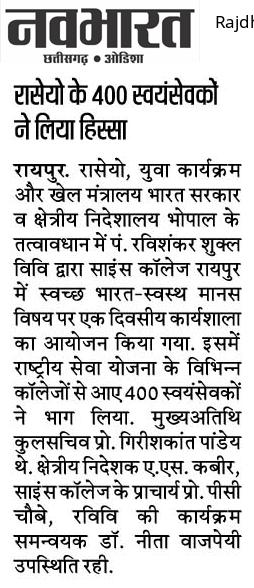 नवभारत
छत्तीसगढ़ • ओडिशा
Rajdh
रासेयो के 400 स्वयंसेवकों
ने लिया हिस्सा
रायपुर. रासेयो, युवा कार्यक्रम
और खेल मंत्रालय भारत सरकार
व क्षेत्रीय निदेशालय भोपाल के
तत्वावधान में पं. रविशंकर शुक्ल
विवि द्वारा साइंस कॉलेज रायपुर
में स्वच्छ भारत-स्वस्थ मानस
विषय पर एक दिवसीय कार्यशाला
का आयोजन किया गया. इसमें
राष्ट्रीय सेवा योजना के विभिन्न
कॉलेजों से आए 400 स्वयंसेवकों
ने भाग लिया. मुख्यअतिथि
कुलसचिव प्रो. गिरीशकांत पांडेय
थे. क्षेत्रीय निदेशक ए.एस. कबीर,
साइंस कॉलेज के प्राचार्य प्रो. पीसी
चौबे, रविवि की कार्यक्रम
समन्वयक डॉ. नीता वाजपेयी
उपस्थिति रही.